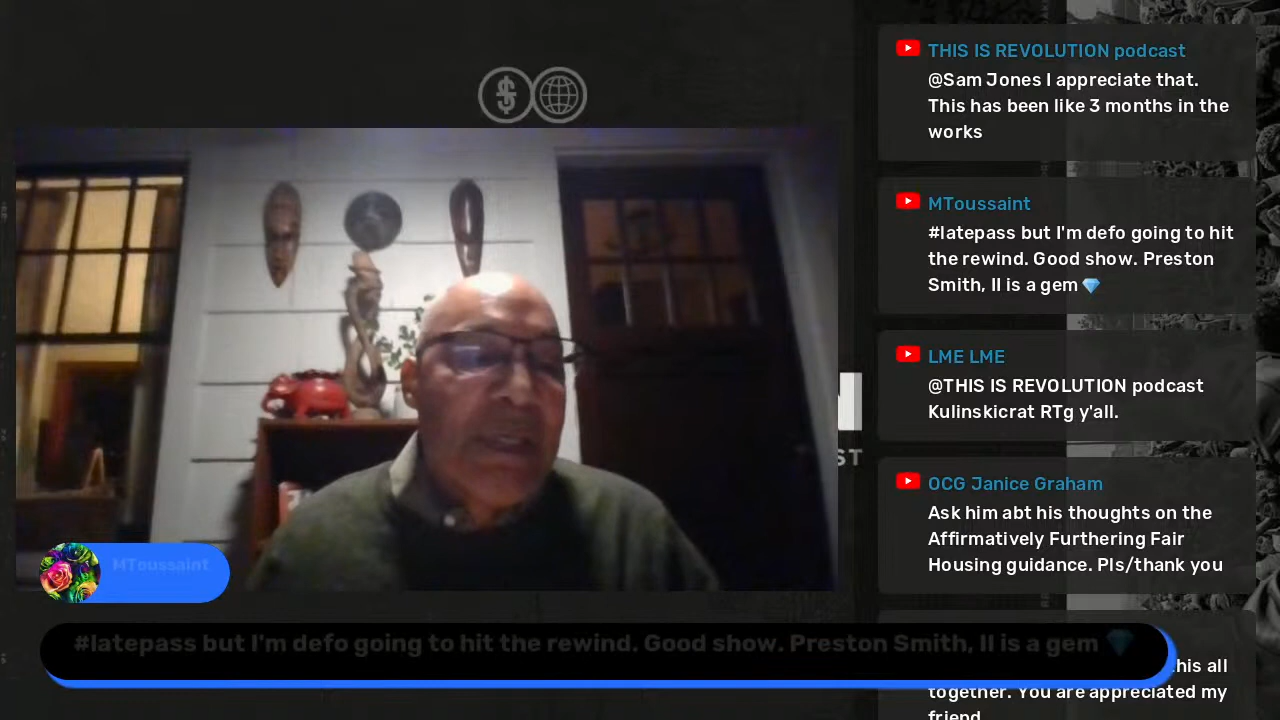 THIS IS REVOLUTION podcast
@Sam Jones I appreciate that.
This has been like 3 months in the
works
MToussaint
#latepass but I'm defo going to hit
the rewind. Good show. Preston
Smith, II is a gem 💎
LME LME
@THIS IS REVOLUTION podcast
Kulinskicrat RTg y'all.
OCG Janice Graham
Ask him abt his thoughts on the
Affirmatively Furthering Fair
Housing guidance. Pls/thank you
his all
together. You are appreciated my
friend
ST
MToussaint
#latepass but I'm defo going to hit the rewind. Good show. Preston Smith, II is a gem 💎